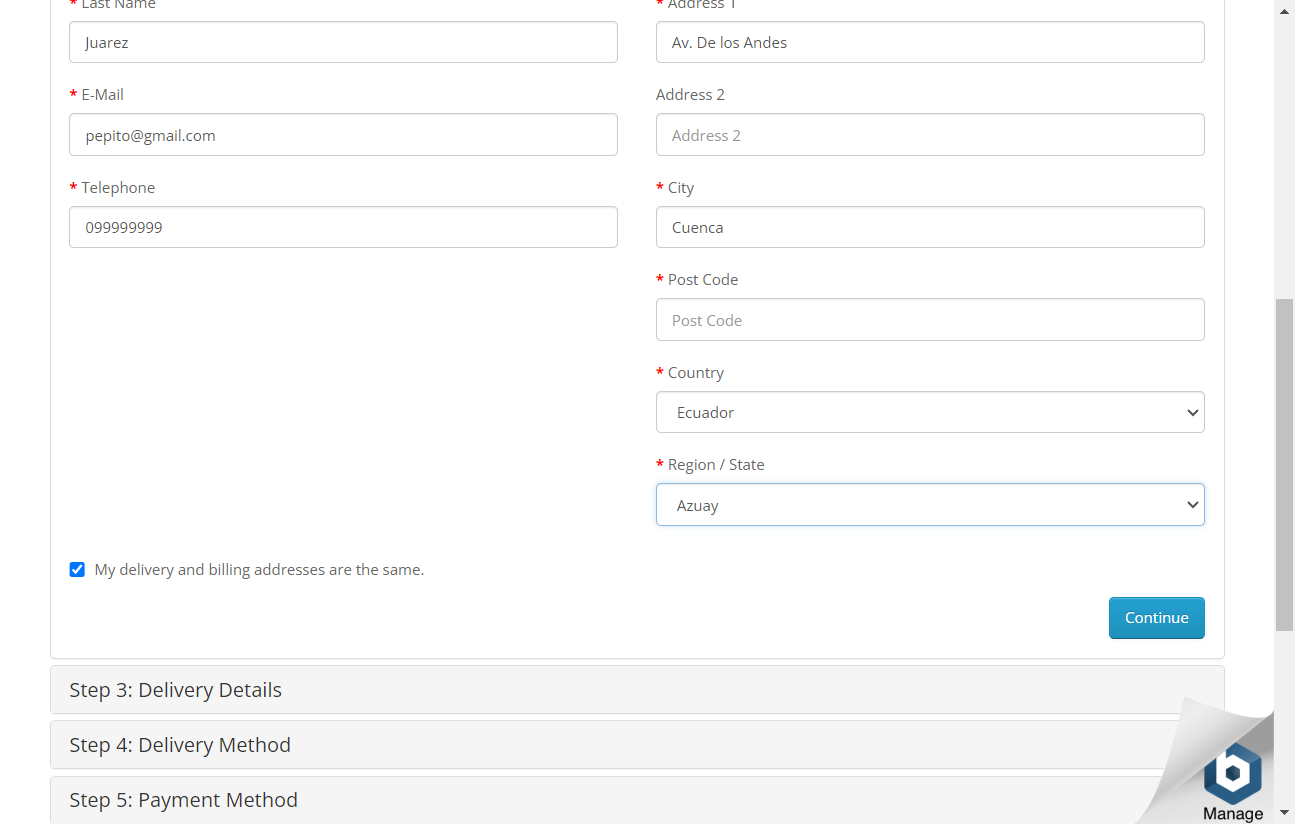 * Last Name
Juarez
* E-Mail
pepito@gmail.com
* Telephone
099999999
* Address 1
Av. De los Andes
Address 2
Address 2
* City
Cuenca
* Post Code
Post Code
* Country
Ecuador
* Region / State
Azuay
My delivery and billing addresses are the same.
Continue
Step 3: Delivery Details
Step 4: Delivery Method
Step 5: Payment Method
Manage